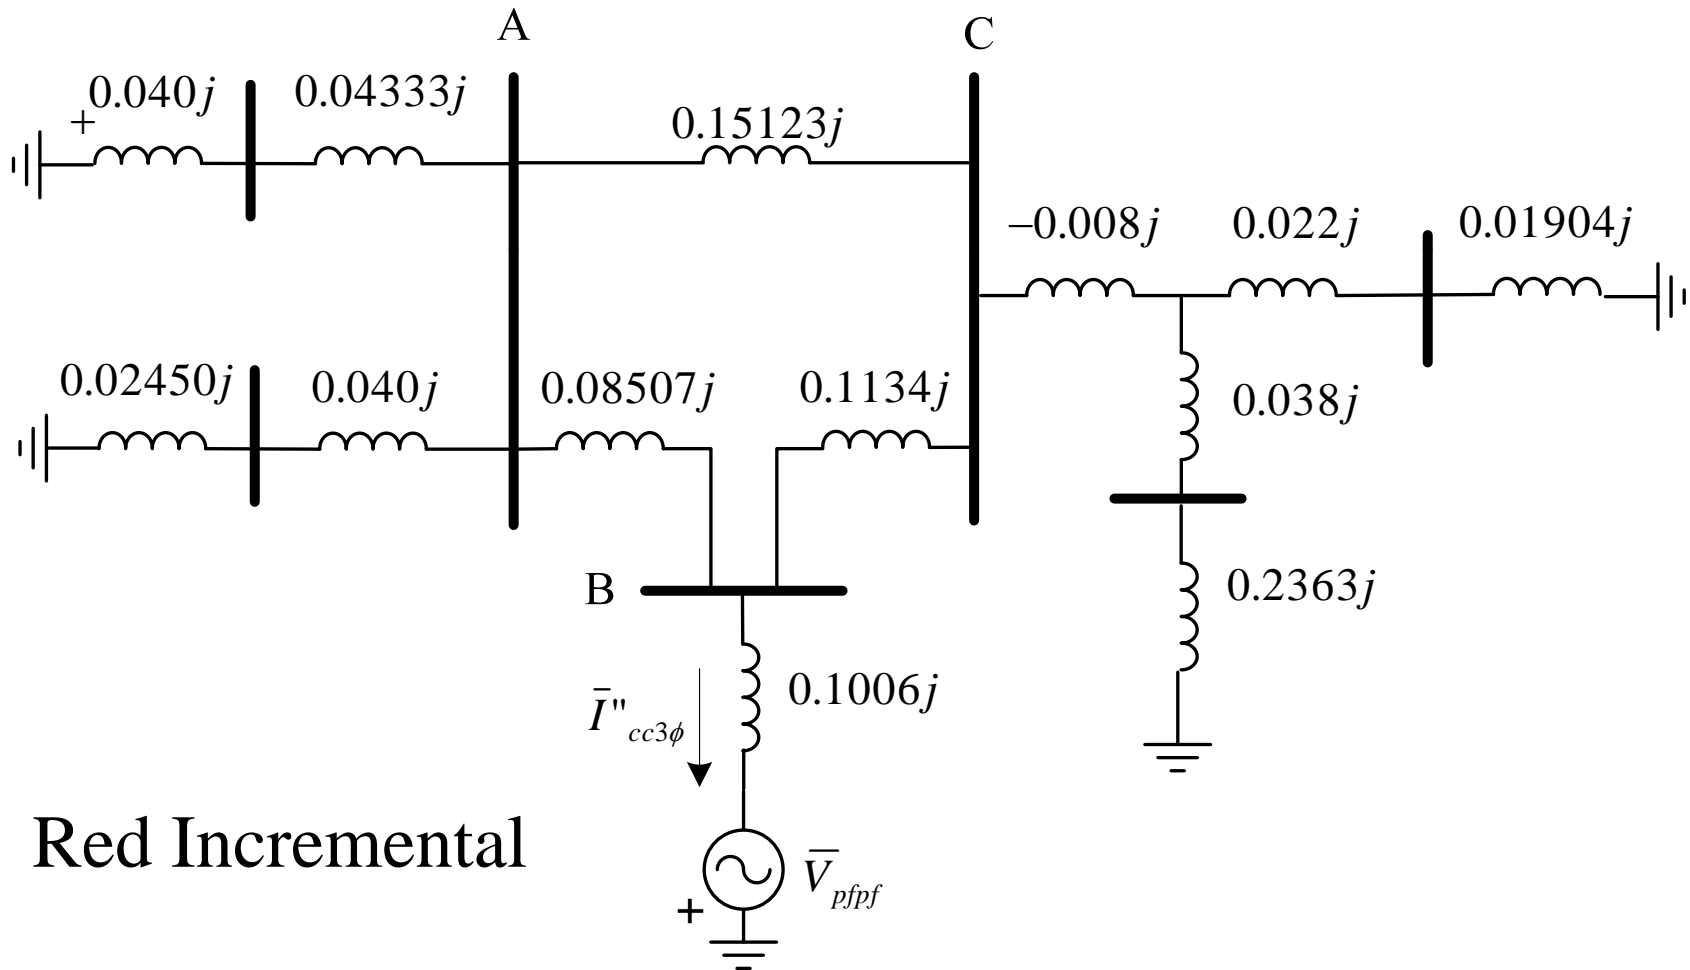 A
C
0.040j
0.04333j
+
0.15123j
–0.008j
0.022j
0.01904j
0.02450j
0.040j
0.08507j
0.1134j
0.038j
B
0.2363j
0.1006j
Ī"cc3ϕ
Red Incremental
V̅pfpf
+